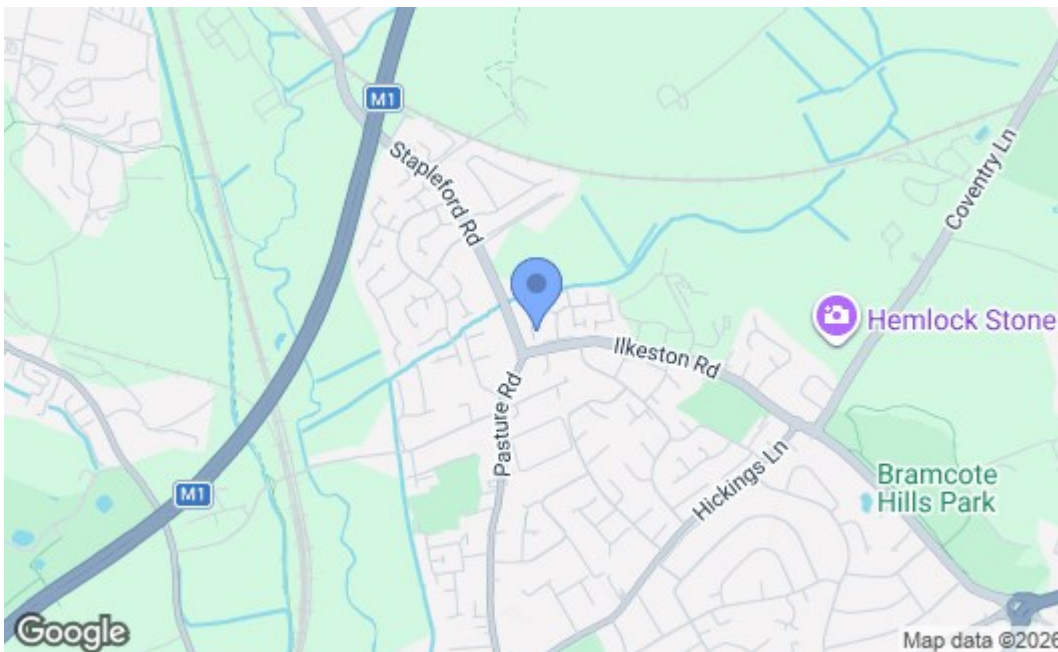 M1
Stapleford Rd
Coventry Ln
Hemlock Stone
Ilkeston Rd
Pasture Rd
Hickings Ln
Bramcote
Hills Park
M1
Google
Map data ©2026